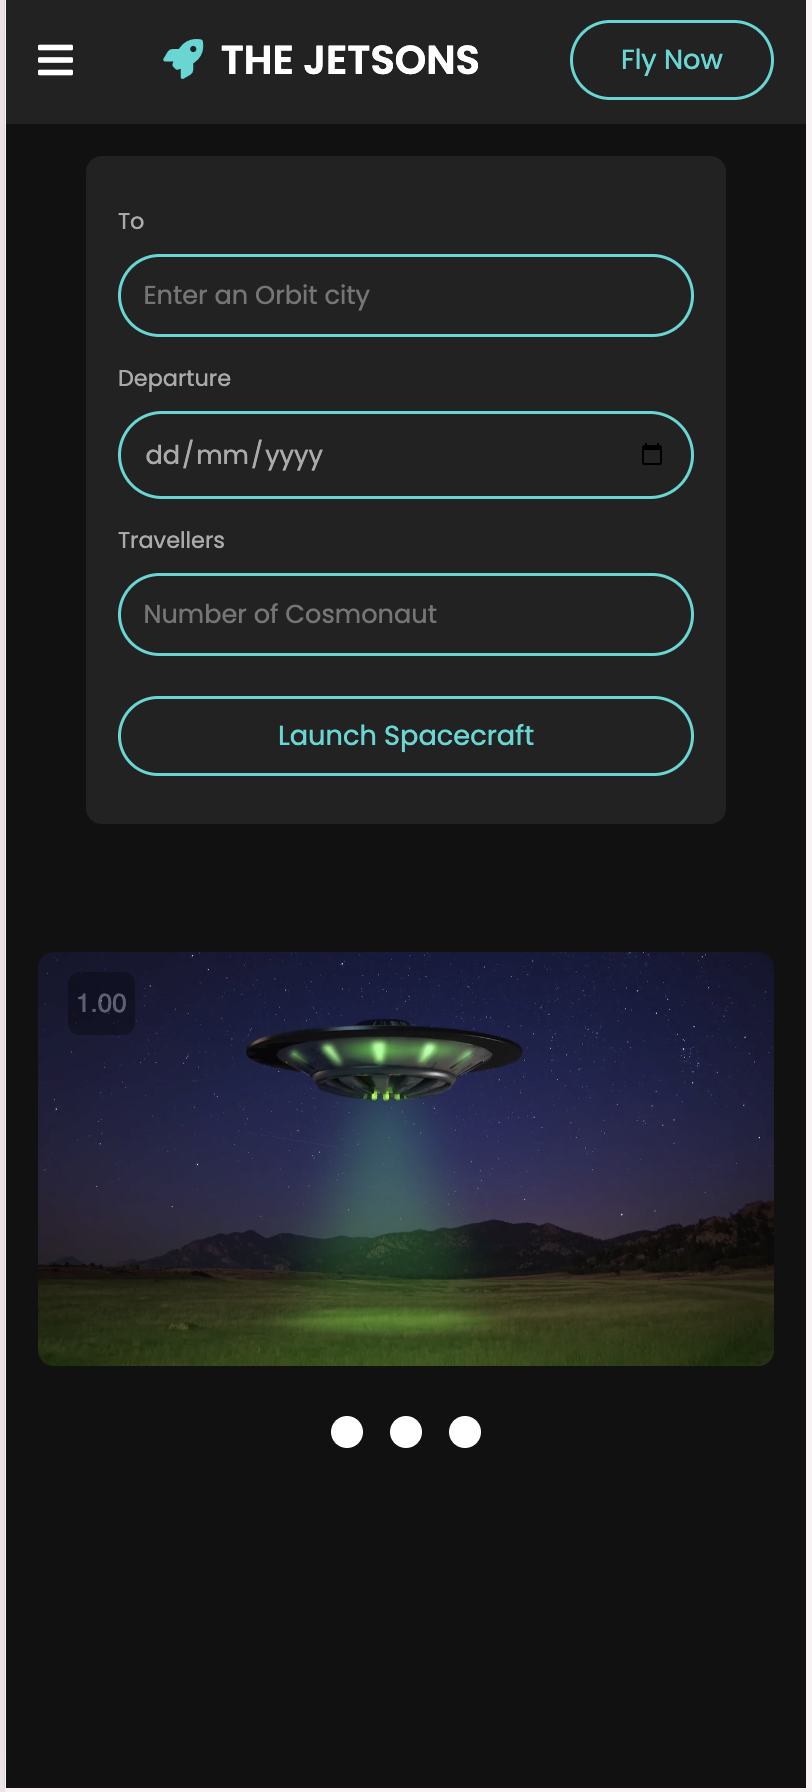 THE JETSONS
Fly Now
To
Enter an Orbit city
Departure
dd/mm/yyyy
Travellers
Number of Cosmonaut
Launch Spacecraft
1.00